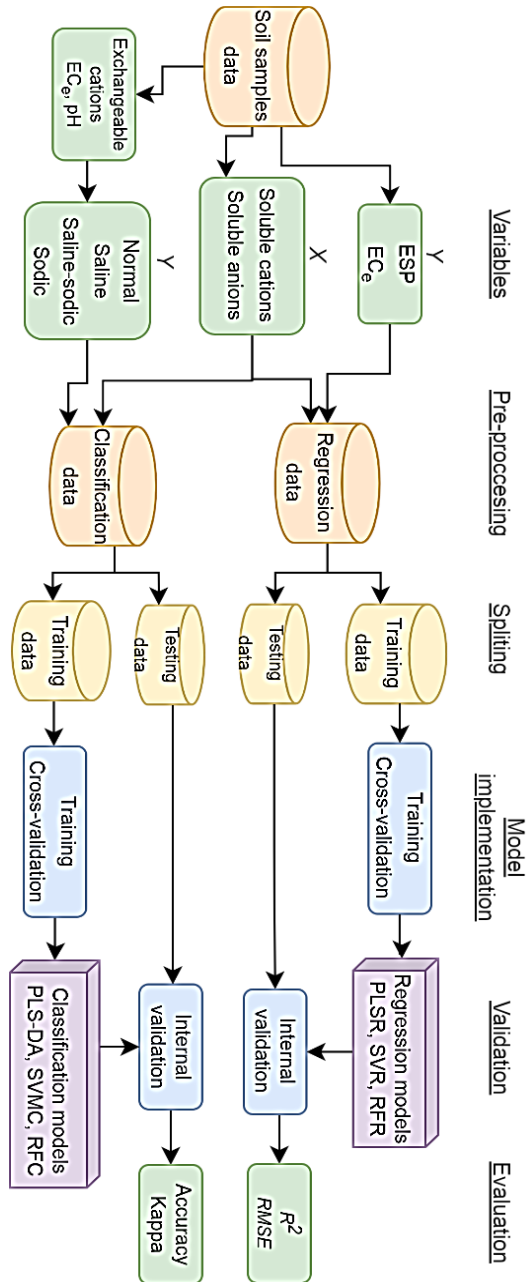 Variables
Pre-proccesing
Spliting
Model
implementation
Validation
Evaluation
Y
ESP
ECe
Regression
data
Training
data
Training
Cross-validation
Regression models
PLSR, SVR, RFR
Soil samples
data
X
Soluble cations
Soluble anions
Testing
data
Internal
validation
R²
RMSE
Exchangeable
cations
ECe, pH
Y
Normal
Saline
Saline-sodic
Sodic
Classification
data
Testing
data
Internal
validation
Accuracy
Kappa
Training
data
Training
Cross-validation
Classification models
PLS-DA, SVMC, RFC